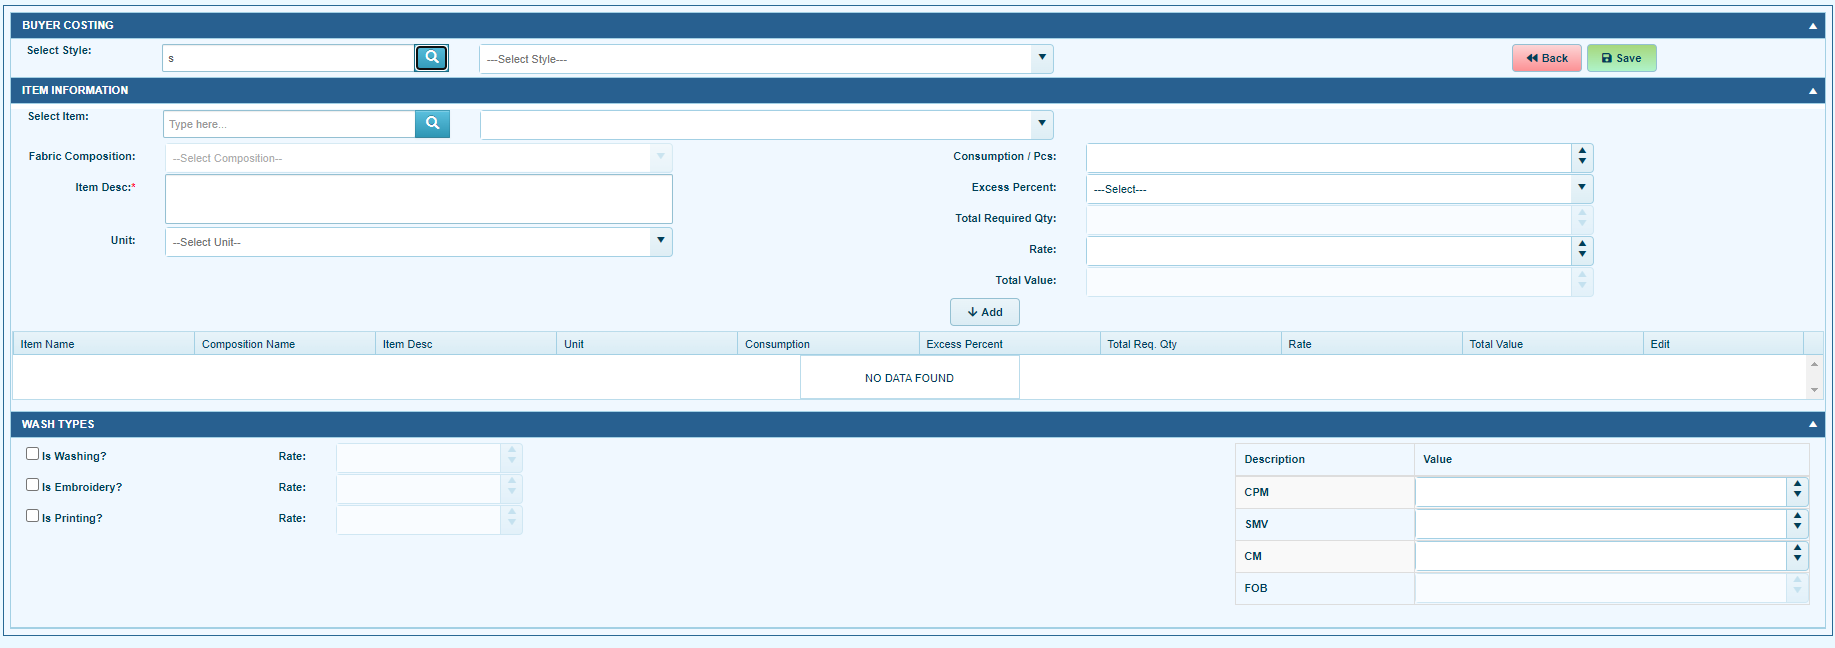 BUYER COSTING
Select Style: s ---Select Style--- Back Save
ITEM INFORMATION
Select Item: Type here...
Fabric Composition: --Select Composition-- Consumption / Pcs:
Item Desc:* Excess Percent: ---Select---
Total Required Qty:
Unit: --Select Unit-- Rate:
Total Value:
Add
Item Name Composition Name Item Desc Unit Consumption Excess Percent Total Req. Qty Rate Total Value Edit
NO DATA FOUND
WASH TYPES
Is Washing? Rate: Description Value
Is Embroidery? Rate: CPM
Is Printing? Rate: SMV
CM
FOB